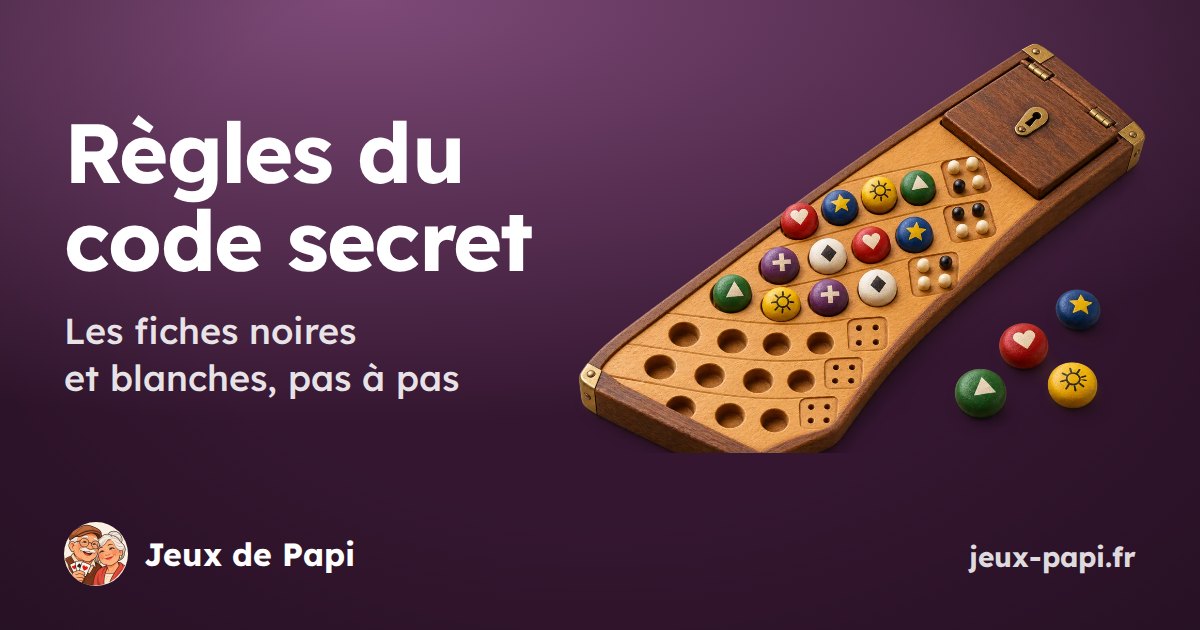 Règles du
code secret
Les fiches noires
et blanches, pas à pas
Jeux de Papi
jeux-papi.fr